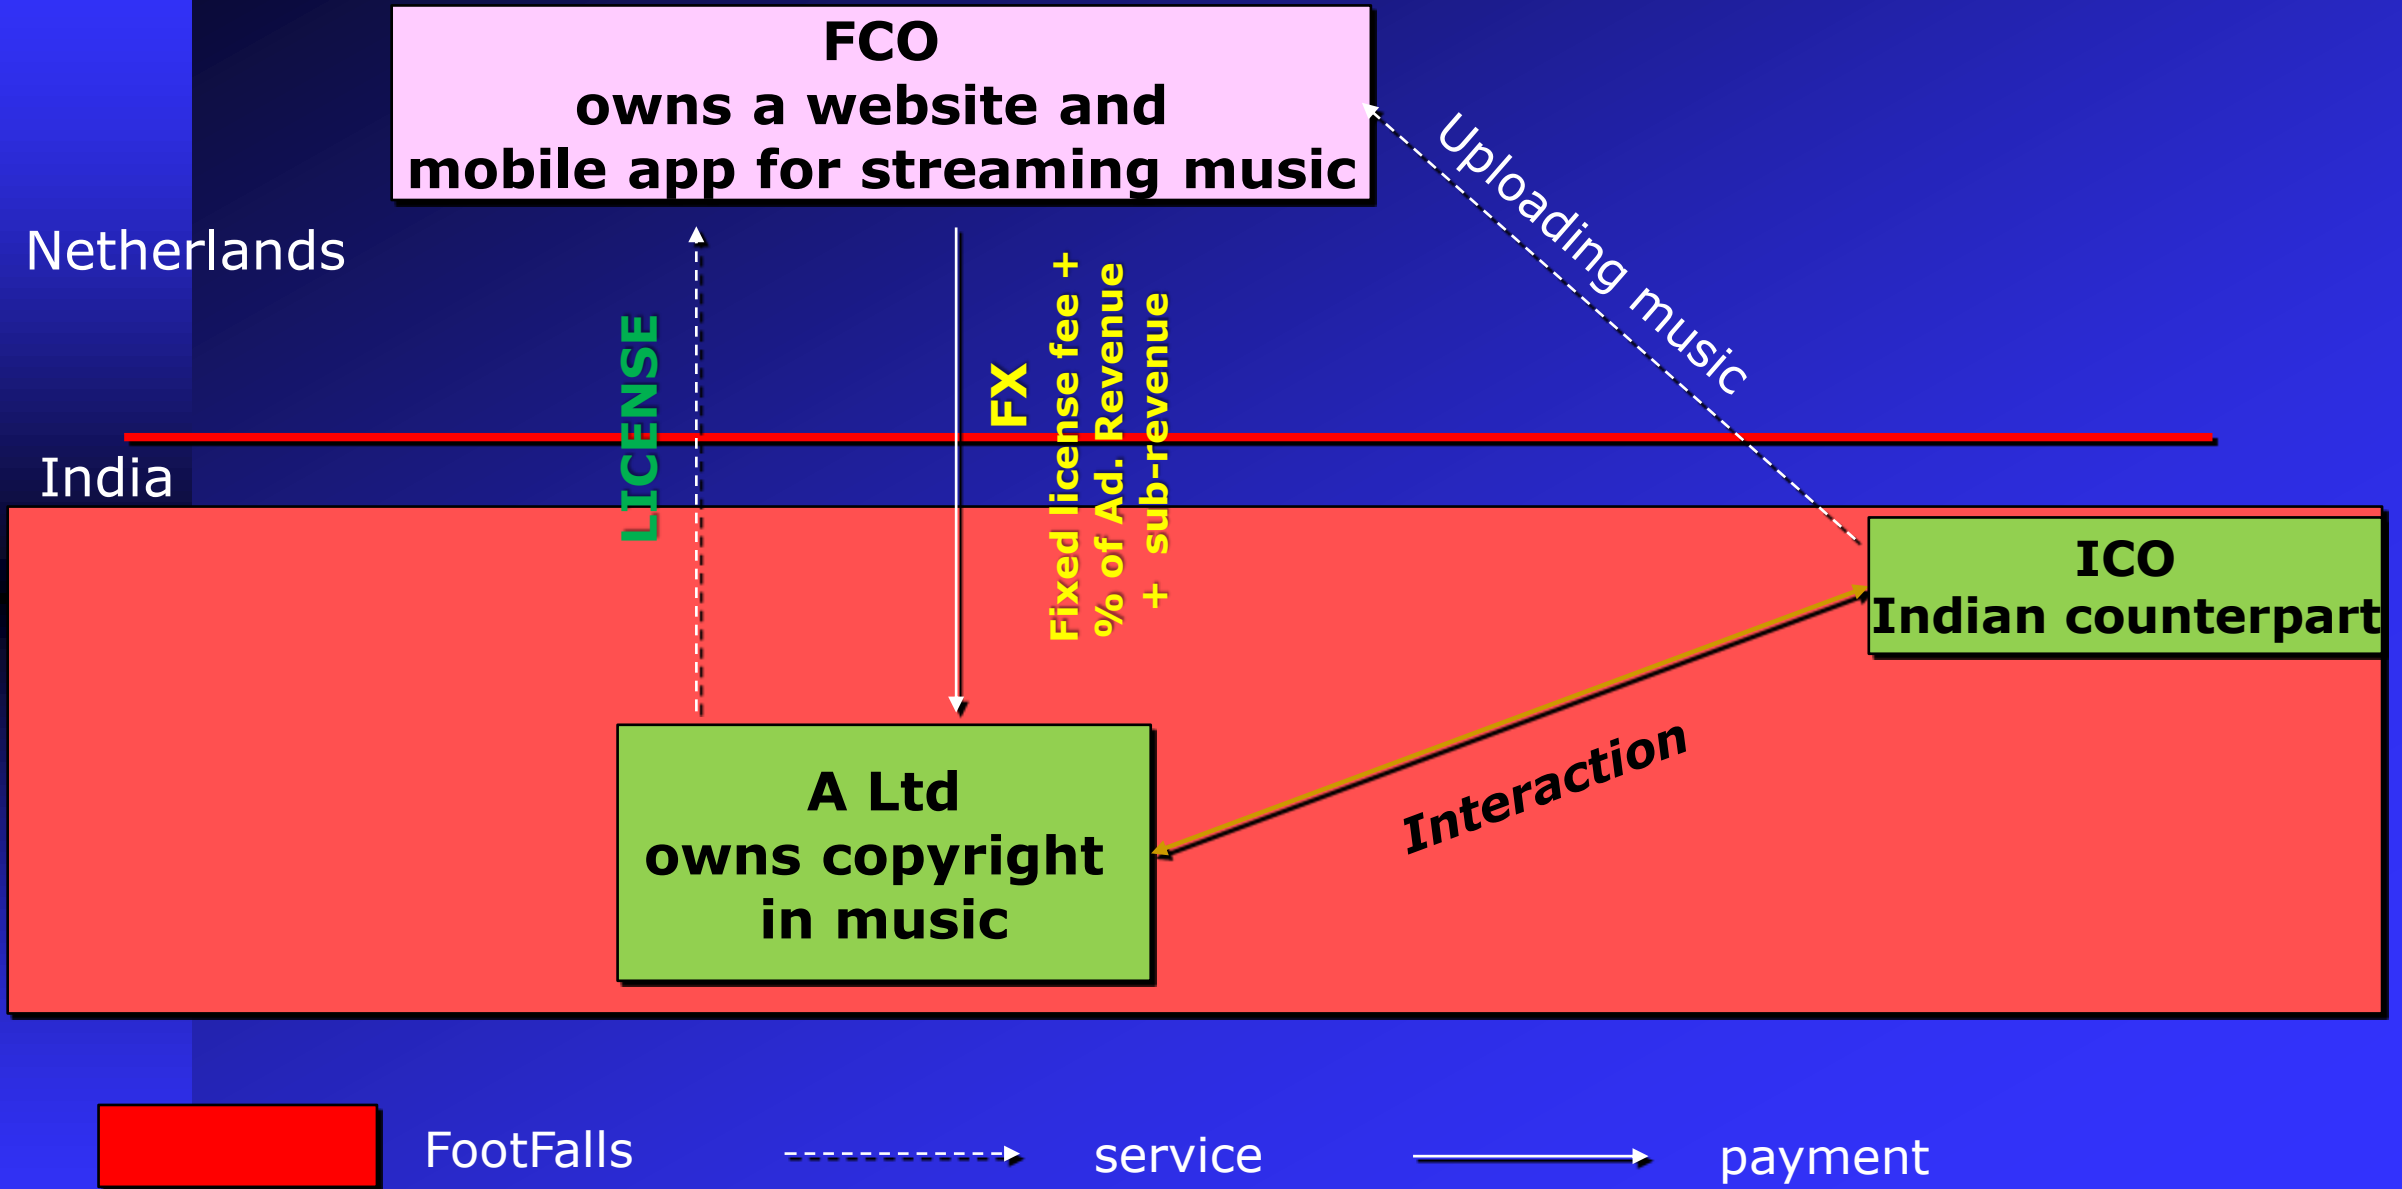 FCO
owns a website and
mobile app for streaming music
Uploading music
Netherlands
LICENSE
FX
Fixed license fee +
% of Ad. Revenue
+ sub-revenue
India
ICO
Indian counterpart
Interaction
A Ltd
owns copyright
in music
FootFalls
service
payment